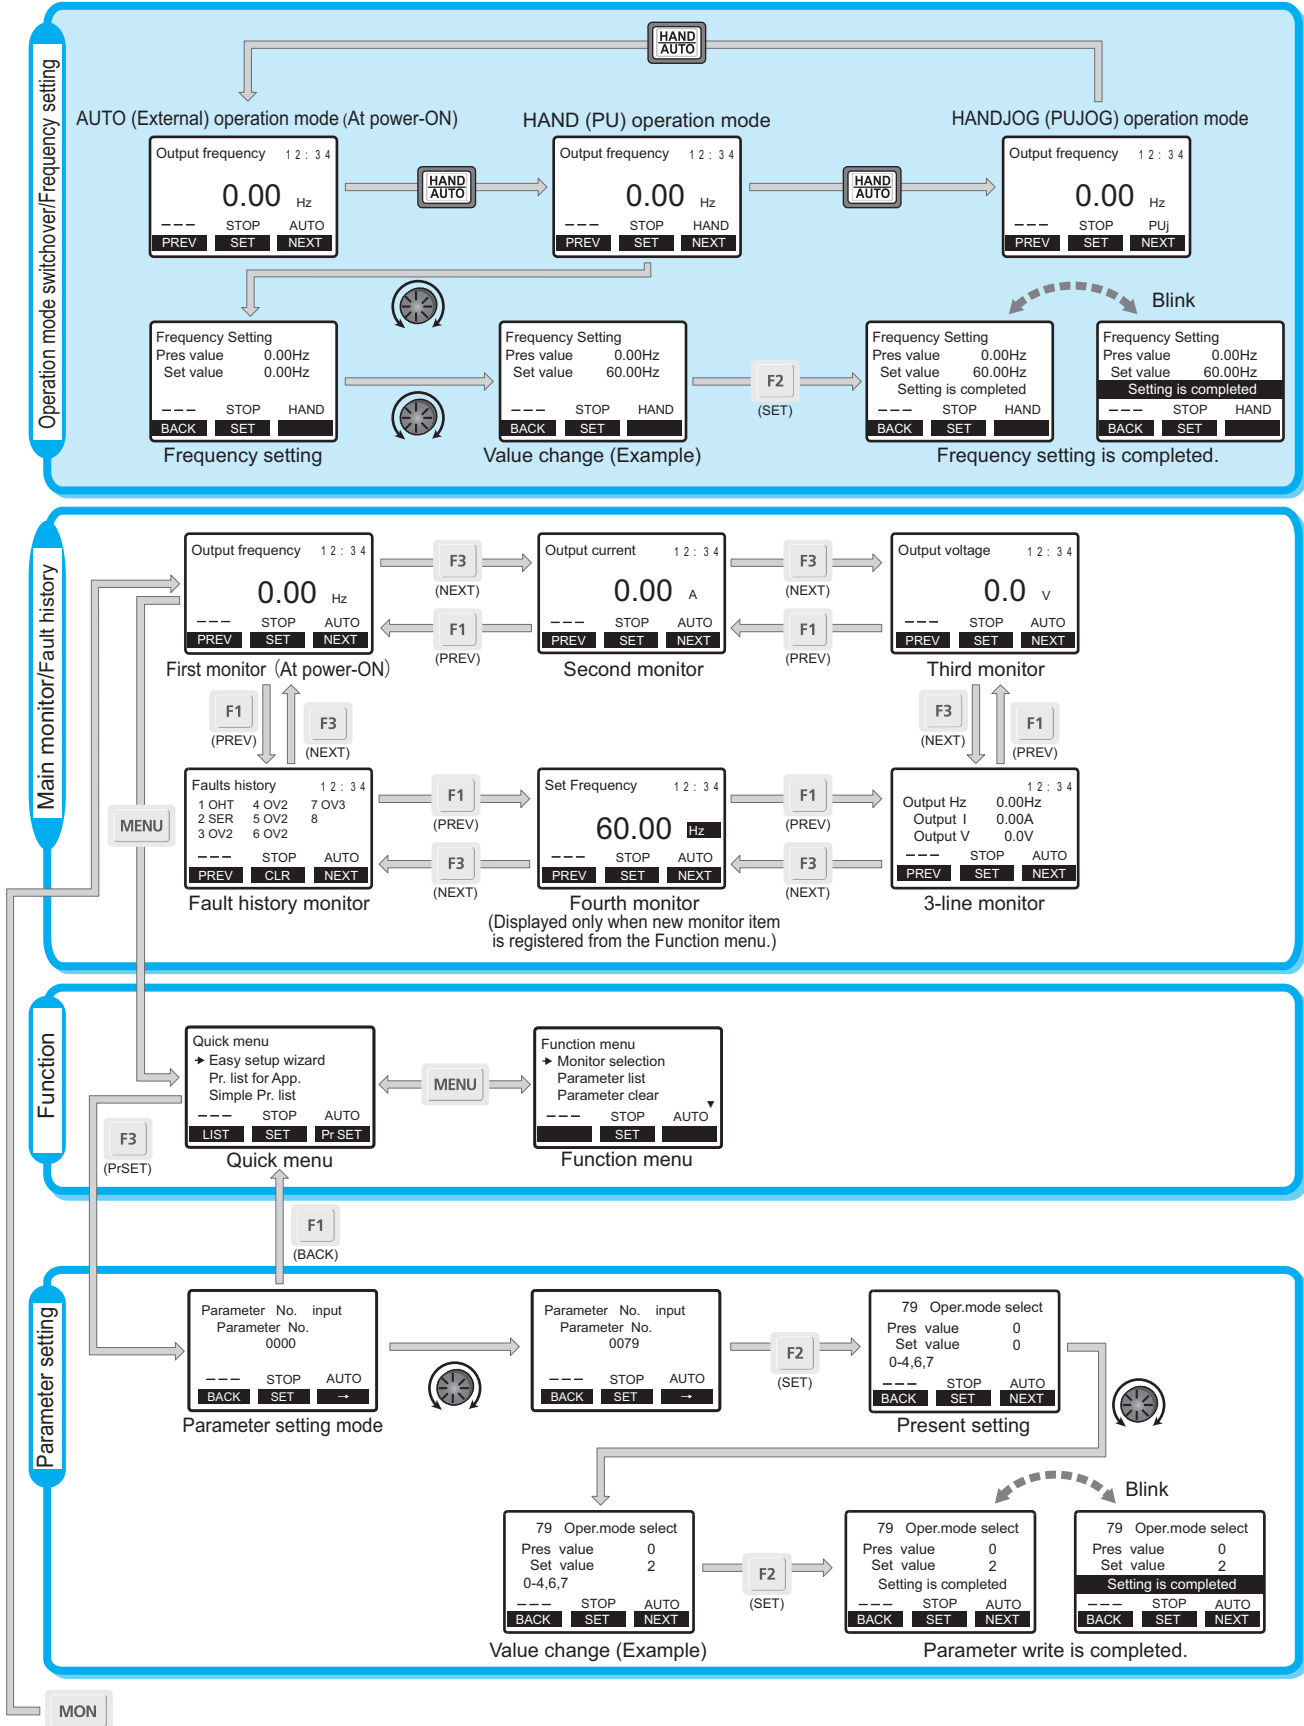 Operation mode switchover/Frequency setting
HAND
AUTO
AUTO (External) operation mode (At power-ON)
HAND (PU) operation mode
HANDJOG (PUJOG) operation mode
Output frequency 12:34
0.00 Hz
--- STOP AUTO
PREV SET NEXT
HAND
AUTO
Output frequency 12:34
0.00 Hz
--- STOP HAND
PREV SET NEXT
HAND
AUTO
Output frequency 12:34
0.00 Hz
--- STOP PUj
PREV SET NEXT
Frequency Setting
Pres value 0.00Hz
Set value 0.00Hz
--- STOP HAND
BACK SET
Frequency setting
Frequency Setting
Pres value 0.00Hz
Set value 60.00Hz
--- STOP HAND
BACK SET
Value change (Example)
F2
(SET)
Blink
Frequency Setting
Pres value 0.00Hz
Set value 60.00Hz
Setting is completed
--- STOP HAND
BACK SET
Frequency Setting
Pres value 0.00Hz
Set value 60.00Hz
Setting is completed
--- STOP HAND
BACK SET
Frequency setting is completed.
Main monitor/Fault history
Output frequency 12:34
0.00 Hz
--- STOP AUTO
PREV SET NEXT
First monitor (At power-ON)
F3
(NEXT)
F1
(PREV)
Output current 12:34
0.00 A
--- STOP AUTO
PREV SET NEXT
Second monitor
F3
(NEXT)
F1
(PREV)
Output voltage 12:34
0.0 V
--- STOP AUTO
PREV SET NEXT
Third monitor
F1
(PREV)
F3
(NEXT)
F3
(NEXT)
F1
(PREV)
MENU
Faults history 12:34
1 OHT 4 OV2 7 OV3
2 SER 5 OV2 8
3 OV2 6 OV2
--- STOP AUTO
PREV CLR NEXT
Fault history monitor
F1
(PREV)
F3
(NEXT)
Set Frequency 12:34
60.00 Hz
--- STOP AUTO
PREV SET NEXT
Fourth monitor
(Displayed only when new monitor item
is registered from the Function menu.)
F1
(PREV)
F3
(NEXT)
12:34
Output Hz 0.00Hz
Output I 0.00A
Output V 0.0V
--- STOP AUTO
PREV SET NEXT
3-line monitor
Function
Quick menu
➔ Easy setup wizard
Pr. list for App.
Simple Pr. list
--- STOP AUTO
LIST SET Pr SET
Quick menu
MENU
Function menu
➔ Monitor selection
Parameter list
Parameter clear ▼
--- STOP AUTO
SET
Function menu
F3
(PrSET)
F1
(BACK)
Parameter setting
Parameter No. input
Parameter No.
0000
--- STOP AUTO
BACK SET →
Parameter setting mode
Parameter No. input
Parameter No.
0079
--- STOP AUTO
BACK SET →
F2
(SET)
79 Oper.mode select
Pres value 0
Set value 0
0-4,6,7
--- STOP AUTO
BACK SET NEXT
Present setting
Blink
79 Oper.mode select
Pres value 0
Set value 2
0-4,6,7
--- STOP AUTO
BACK SET NEXT
Value change (Example)
F2
(SET)
79 Oper.mode select
Pres value 0
Set value 2
Setting is completed
--- STOP AUTO
BACK SET NEXT
79 Oper.mode select
Pres value 0
Set value 2
Setting is completed
--- STOP AUTO
BACK SET NEXT
Parameter write is completed.
MON